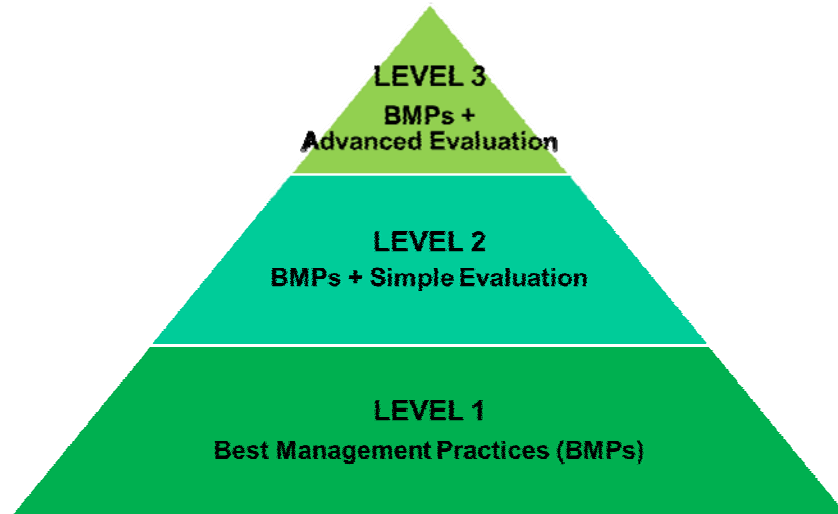 LEVEL 3
BMPs +
Advanced Evaluation
LEVEL 2
BMPs + Simple Evaluation
LEVEL 1
Best Management Practices (BMPs)